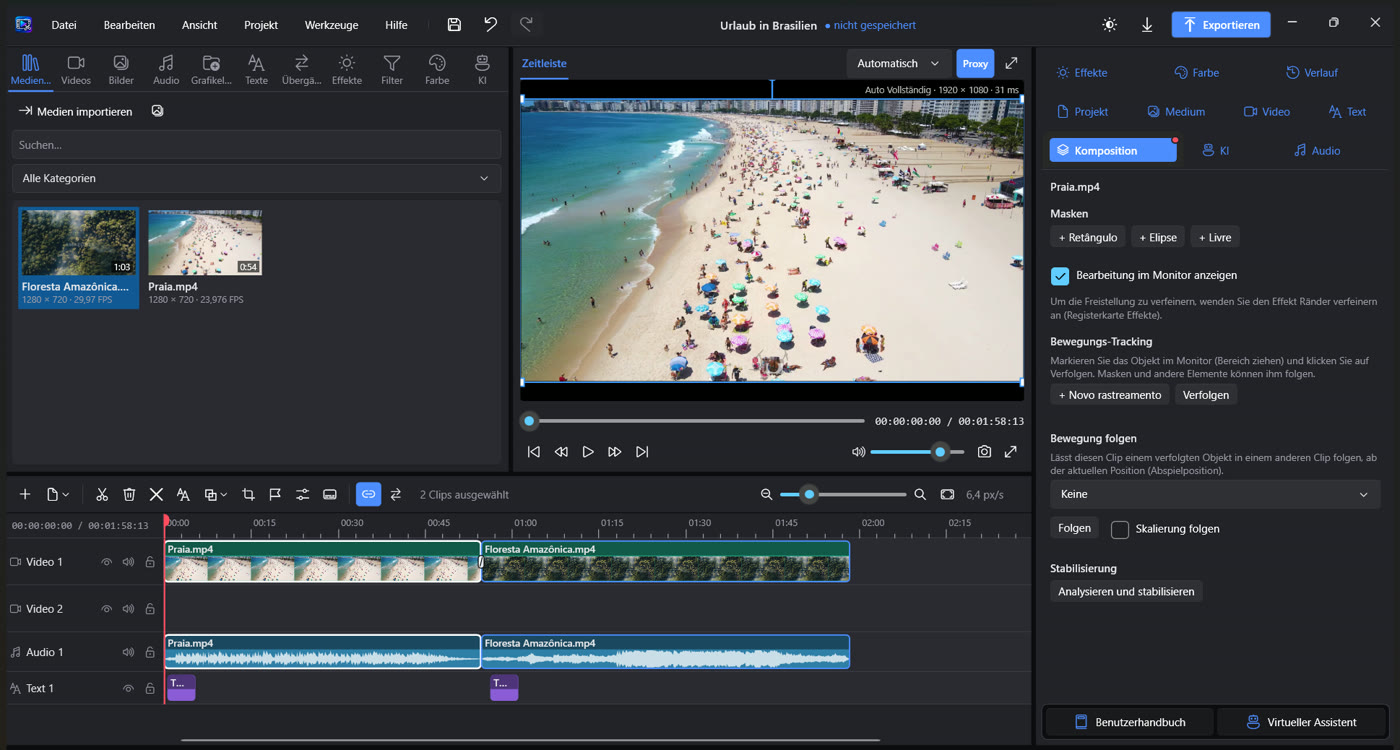 Datei Bearbeiten Ansicht Projekt Werkzeuge Hilfe
Urlaub in Brasilien • nicht gespeichert
Exportieren
Medien... Videos Bilder Audio Grafikel... Texte Übergä... Effekte Filter Farbe KI
Medien importieren
Suchen...
Alle Kategorien
1:03
Floresta Amazônica....
1280 × 720 · 29,97 FPS
0:54
Praia.mp4
1280 × 720 · 23,976 FPS
Zeitleiste
Automatisch
Proxy
Auto Vollständig · 1920 × 1080 · 31 ms
00:00:00:00 / 00:01:58:13
Effekte Farbe Verlauf
Projekt Medium Video Text
Komposition KI Audio
Praia.mp4
Masken
+ Retângulo + Elipse + Livre
Bearbeitung im Monitor anzeigen
Um die Freistellung zu verfeinern, wenden Sie den Effekt Ränder verfeinern
an (Registerkarte Effekte).
Bewegungs-Tracking
Markieren Sie das Objekt im Monitor (Bereich ziehen) und klicken Sie auf
Verfolgen. Masken und andere Elemente können ihm folgen.
+ Novo rastreamento Verfolgen
Bewegung folgen
Lässt diesen Clip einem verfolgten Objekt in einem anderen Clip folgen, ab
der aktuellen Position (Abspielposition).
Keine
Folgen Skalierung folgen
Stabilisierung
Analysieren und stabilisieren
Benutzerhandbuch Virtueller Assistent
2 Clips ausgewählt
6,4 px/s
00:00:00:00 / 00:01:58:13
00:00 00:15 00:30 00:45 01:00 01:15 01:30 01:45 02:00 02:15
Video 1
Praia.mp4 Floresta Amazônica.mp4
Video 2
Audio 1
Praia.mp4 Floresta Amazônica.mp4
Text 1
T... T...